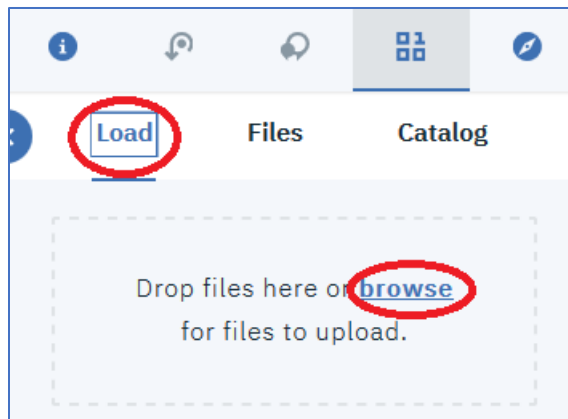 Load Files Catalog
Drop files here or browse
for files to upload.